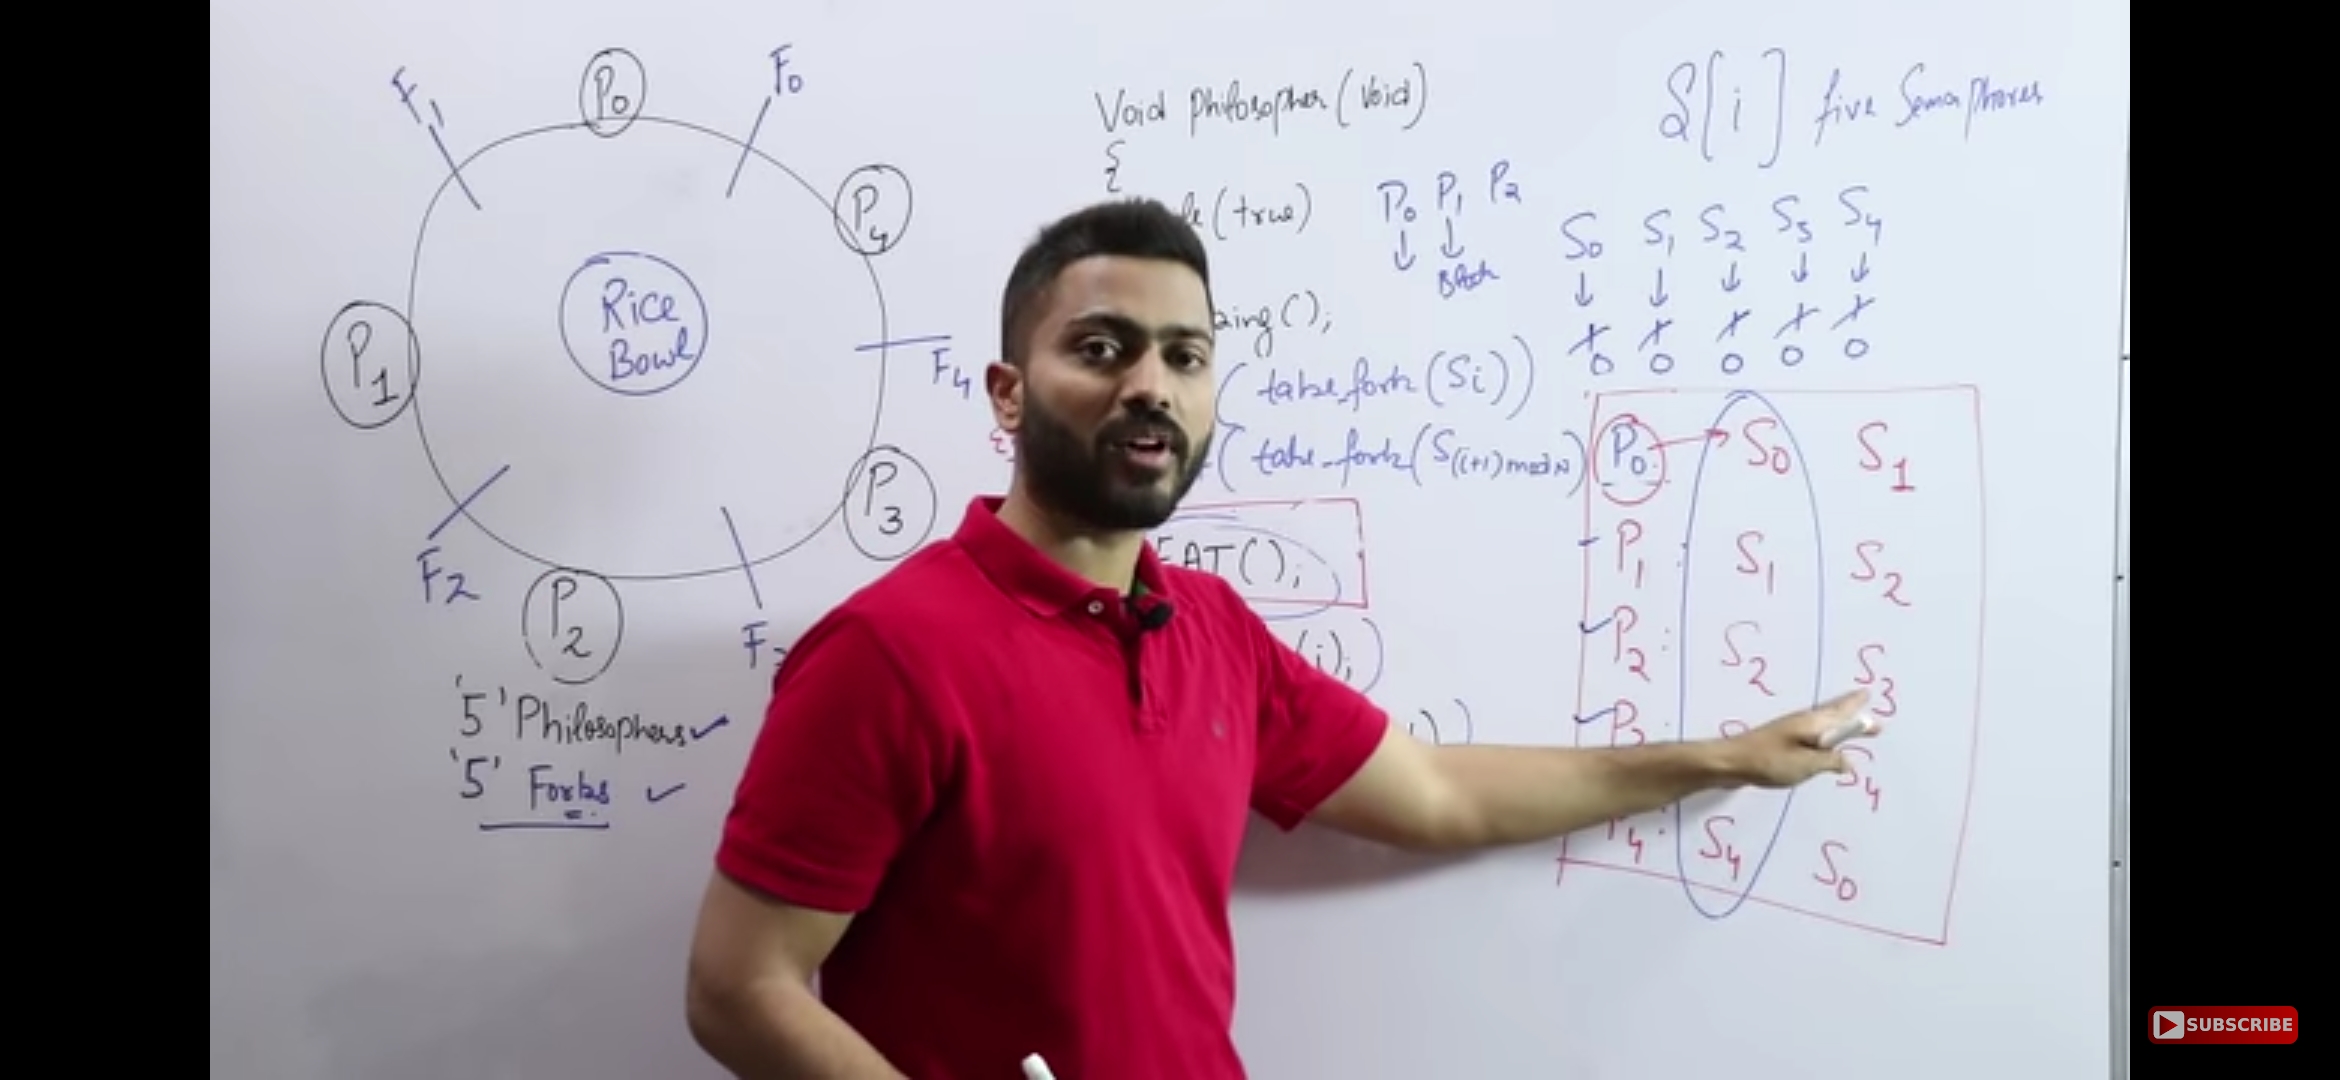 F1
P0
F0
P4
P1
Rice
Bowl
F4
P3
F2
P2
'5' Philosophers ✓
'5' Forks ✓
Void Philosopher (Void)
{
(true)
P0 P1 P2
↓ ↓
Block
S[i] five Semaphores
S0 S1 S2 S3 S4
↓ ↓ ↓ ↓ ↓
1 1 1 1 1
0 0 0 0 0
( take_fork (Si))
( take_fork (S(i+1) mod N)
EAT();
P0 → S0 S1
P1 : S1 S2
P2 : S2 S3
P3 : S4
P4 : S4 S0
SUBSCRIBE